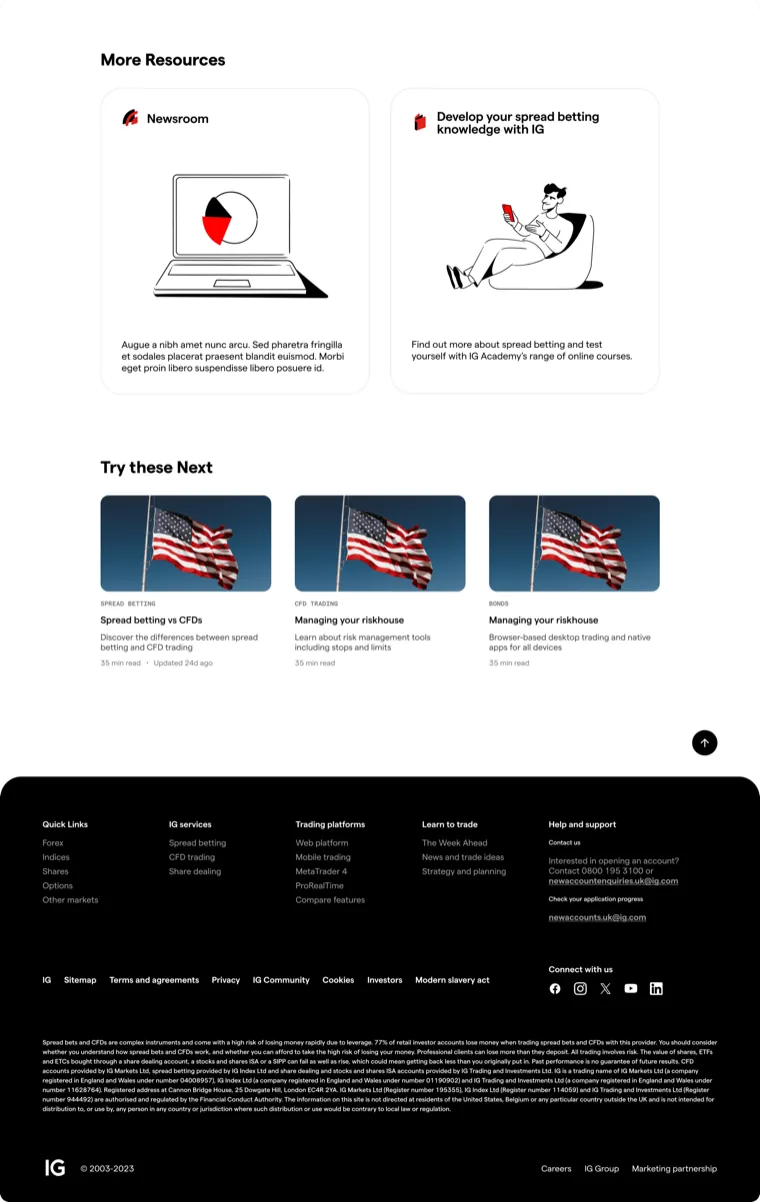 More Resources
Newsroom
Develop your spread betting
knowledge with IG
Augue a nibh amet nunc arcu. Sed pharetra fringilla
et sodales placerat praesent blandit euismod. Morbi
eget proin libero suspendisse libero posuere id.
Find out more about spread betting and test
yourself with IG Academy's range of online courses.
Try these Next
SPREAD BETTING
Spread betting vs CFDs
Discover the differences between spread
betting and CFD trading
35 min read • Updated 24d ago
CFD TRADING
Managing your riskhouse
Learn about risk management tools
including stops and limits
35 min read
BONDS
Managing your riskhouse
Browser-based desktop trading and native
apps for all devices
35 min read
Quick Links
Forex
Indices
Shares
Options
Other markets
IG services
Spread betting
CFD trading
Share dealing
Trading platforms
Web platform
Mobile trading
MetaTrader 4
ProRealTime
Compare features
Learn to trade
The Week Ahead
News and trade ideas
Strategy and planning
Help and support
Contact us
Interested in opening an account?
Contact 0800 195 3100 or
newaccountenquiries.uk@ig.com
Check your application progress
newaccounts.uk@ig.com
IG Sitemap Terms and agreements Privacy IG Community Cookies Investors Modern slavery act
Connect with us
Spread bets and CFDs are complex instruments and come with a high risk of losing money rapidly due to leverage. 77% of retail investor accounts lose money when trading spread bets and CFDs with this provider. You should consider
whether you understand how spread bets and CFDs work, and whether you can afford to take the high risk of losing your money. Professional clients can lose more than they deposit. All trading involves risk. The value of shares, ETFs
and ETCs bought through a share dealing account, a stocks and shares ISA or a SIPP can fall as well as rise, which could mean getting back less than you originally put in. Past performance is no guarantee of future results. CFD
accounts provided by IG Markets Ltd, spread betting provided by IG Index Ltd and share dealing and stocks and shares ISA accounts provided by IG Trading and Investments Ltd. IG is a trading name of IG Markets Ltd (a company
registered in England and Wales under number 04008957), IG Index Ltd (a company registered in England and Wales under number 01190902) and IG Trading and Investments Ltd (a company registered in England and Wales under
number 11628764). Registered address at Cannon Bridge House, 25 Dowgate Hill, London EC4R 2YA. IG Markets Ltd (Register number 195355), IG Index Ltd (Register number 114059) and IG Trading and Investments Ltd (Register
number 944492) are authorised and regulated by the Financial Conduct Authority. The information on this site is not directed at residents of the United States, Belgium or any particular country outside the UK and is not intended for
distribution to, or use by, any person in any country or jurisdiction where such distribution or use would be contrary to local law or regulation.
IG © 2003-2023
Careers IG Group Marketing partnership